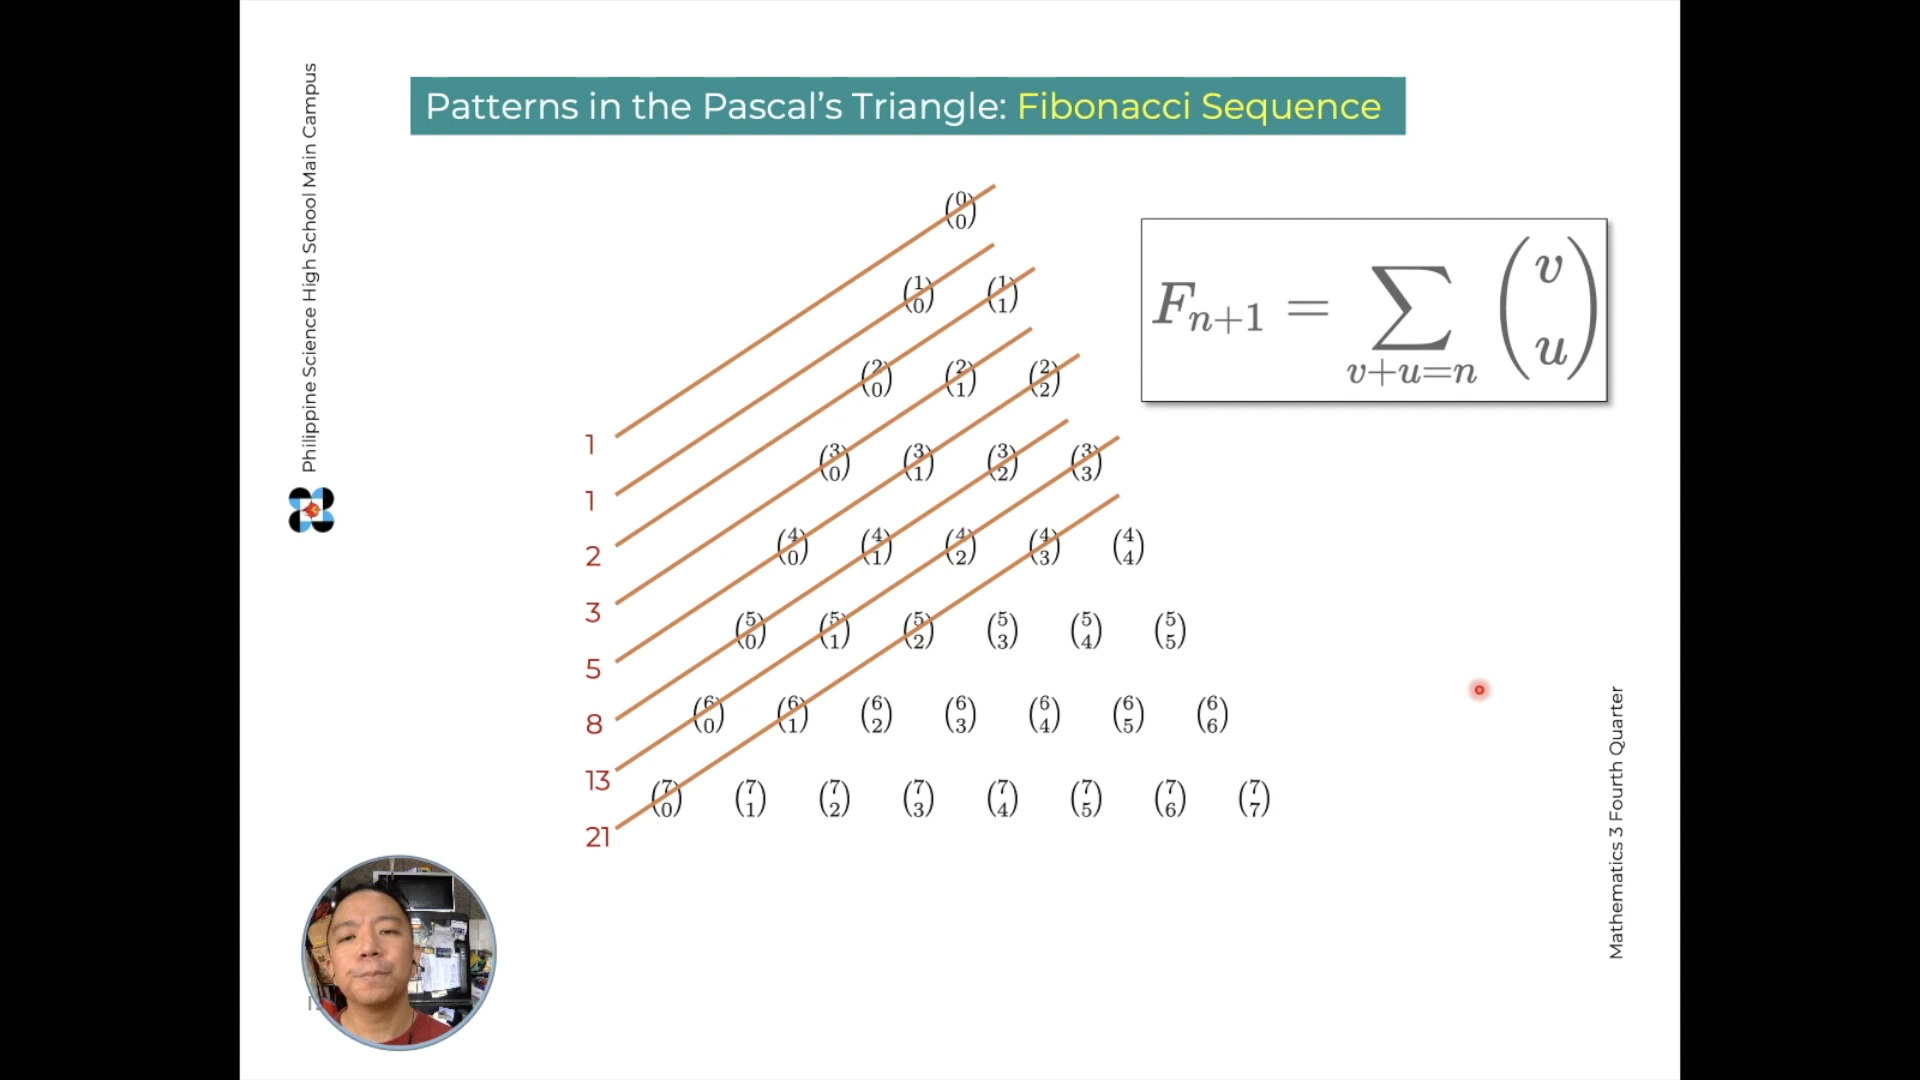 Philippine Science High School Main Campus
Patterns in the Pascal's Triangle: Fibonacci Sequence
(0 0)
(1 0) (1 1)
(2 0) (2 1) (2 2)
(3 0) (3 1) (3 2) (3 3)
(4 0) (4 1) (4 2) (4 3) (4 4)
(5 0) (5 1) (5 2) (5 3) (5 4) (5 5)
(6 0) (6 1) (6 2) (6 3) (6 4) (6 5) (6 6)
(7 0) (7 1) (7 2) (7 3) (7 4) (7 5) (7 6) (7 7)
1
1
2
3
5
8
13
21
F_{n+1} = ∑_{v+u=n} (v u)
Mathematics 3 Fourth Quarter